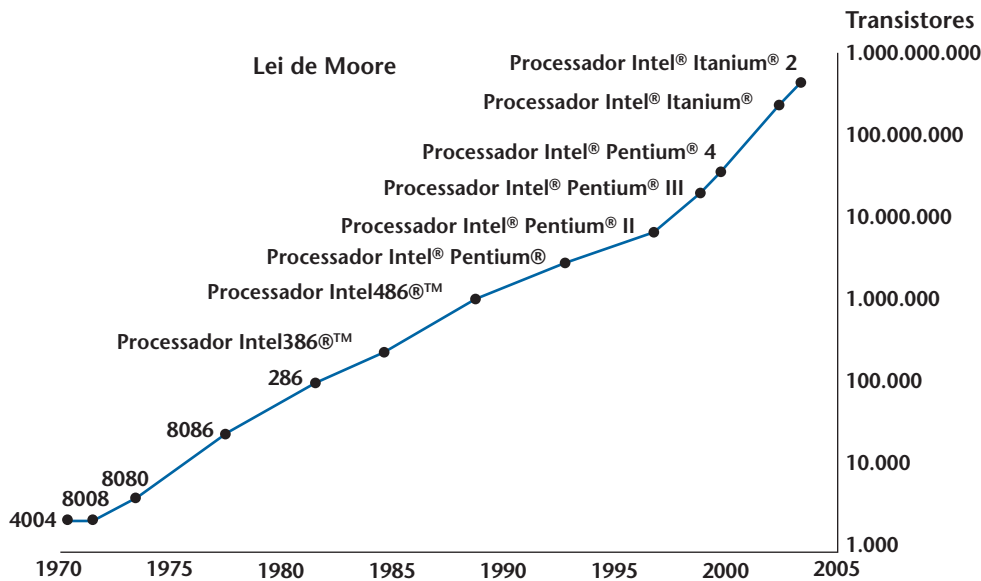 Transistores
Lei de Moore
Processador Intel® Itanium® 2
1.000.000.000
Processador Intel® Itanium®
100.000.000
Processador Intel® Pentium® 4
Processador Intel® Pentium® III
10.000.000
Processador Intel® Pentium® II
Processador Intel® Pentium®
Processador Intel486®™
1.000.000
Processador Intel386®™
286
100.000
8086
10.000
8080
8008
4004
1.000
1970 1975 1980 1985 1990 1995 2000 2005